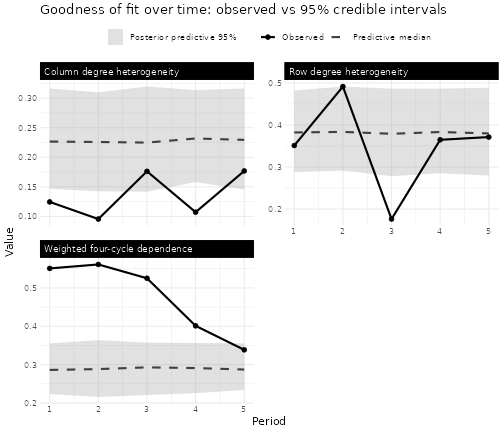 Goodness of fit over time: observed vs 95% credible intervals
Posterior predictive 95% Observed Predictive median
Column degree heterogeneity
0.30
0.25
0.20
0.15
0.10
Row degree heterogeneity
0.5
0.4
0.3
0.2
1 2 3 4 5
Value
Weighted four-cycle dependence
0.5
0.4
0.3
0.2
1 2 3 4 5
Period